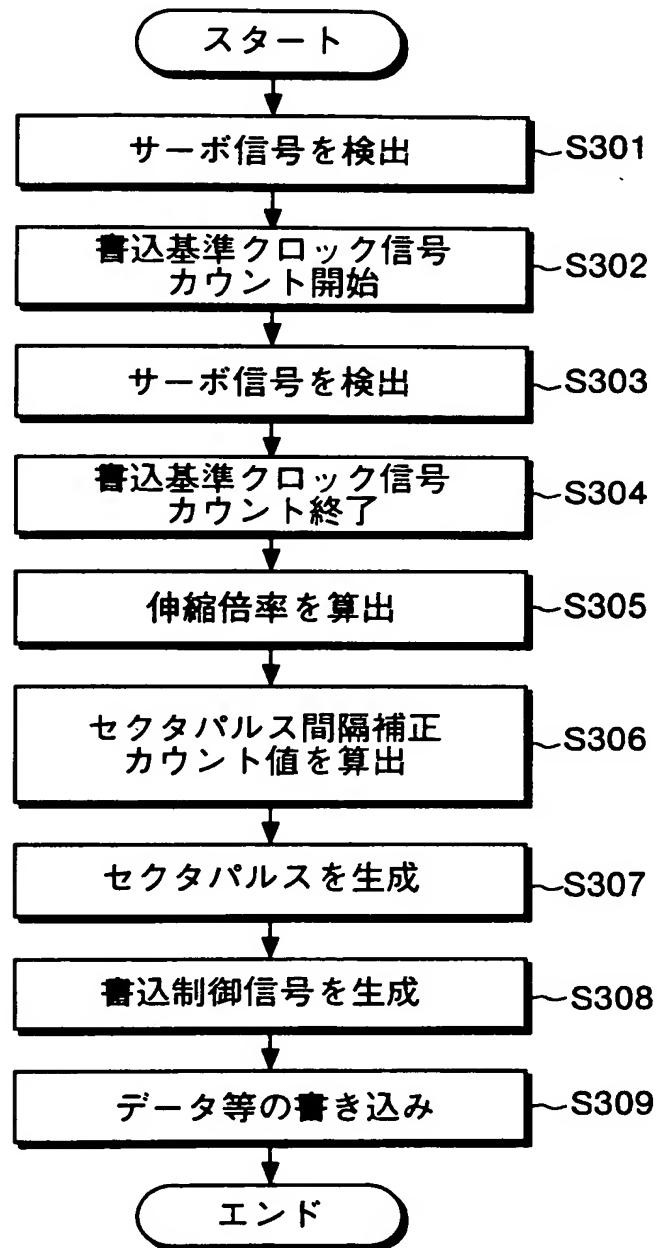 スタート
サーボ信号を検出
S301
書込基準クロック信号
カウント開始
S302
サーボ信号を検出
S303
書込基準クロック信号
カウント終了
S304
伸縮倍率を算出
S305
セクタパルス間隔補正
カウント値を算出
S306
セクタパルスを生成
S307
書込制御信号を生成
S308
データ等の書き込み
S309
エンド